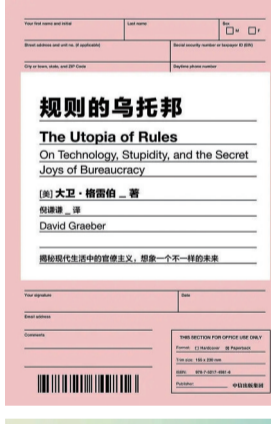 Your first name and initial
Last name
Sex
M
F
Street address and unit no. (if applicable)
Social security number or taxpayer ID (EIN)
City or town, state, and ZIP Code
Daytime phone number
规则的乌托邦
The Utopia of Rules
On Technology, Stupidity, and the Secret
Joys of Bureaucracy
[美] 大卫·格雷伯 _ 著
倪谦谦 _ 译
David Graeber
揭秘现代生活中的官僚主义,想象一个不一样的未来
Your signature
Date
Email address
Comments
THIS SECTION FOR OFFICE USE ONLY
Format:
Hardcover
Paperback
Trim size:
ISBN:
Publisher:
中信出版集团